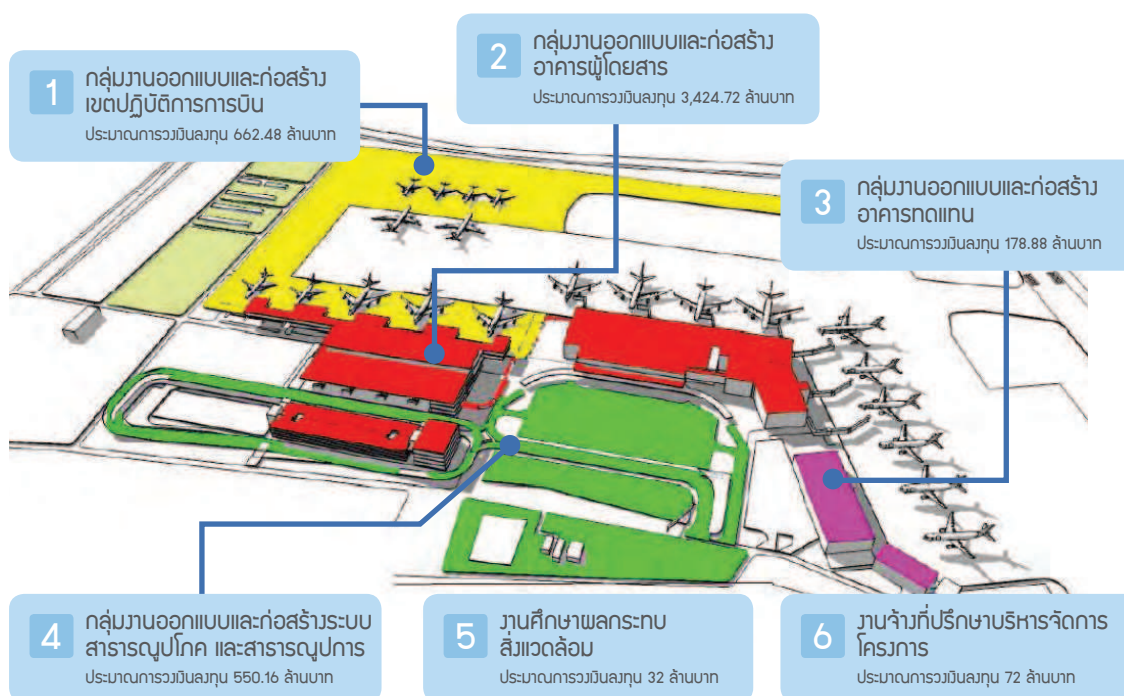 1
กลุ่มงานออกแบบและก่อสร้าง
เขตปฏิบัติการการบิน
ประมาณการวงเงินลงทุน 662.48 ล้านบาท
2
กลุ่มงานออกแบบและก่อสร้าง
อาคารผู้โดยสาร
ประมาณการวงเงินลงทุน 3,424.72 ล้านบาท
3
กลุ่มงานออกแบบและก่อสร้าง
อาคารทดแทน
ประมาณการวงเงินลงทุน 178.88 ล้านบาท
4
กลุ่มงานออกแบบและก่อสร้างระบบ
สาธารณูปโภค และสาธารณูปการ
ประมาณการวงเงินลงทุน 550.16 ล้านบาท
5
งานศึกษาผลกระทบ
สิ่งแวดล้อม
ประมาณการวงเงินลงทุน 32 ล้านบาท
6
งานจ้างที่ปรึกษาบริหารจัดการ
โครงการ
ประมาณการวงเงินลงทุน 72 ล้านบาท